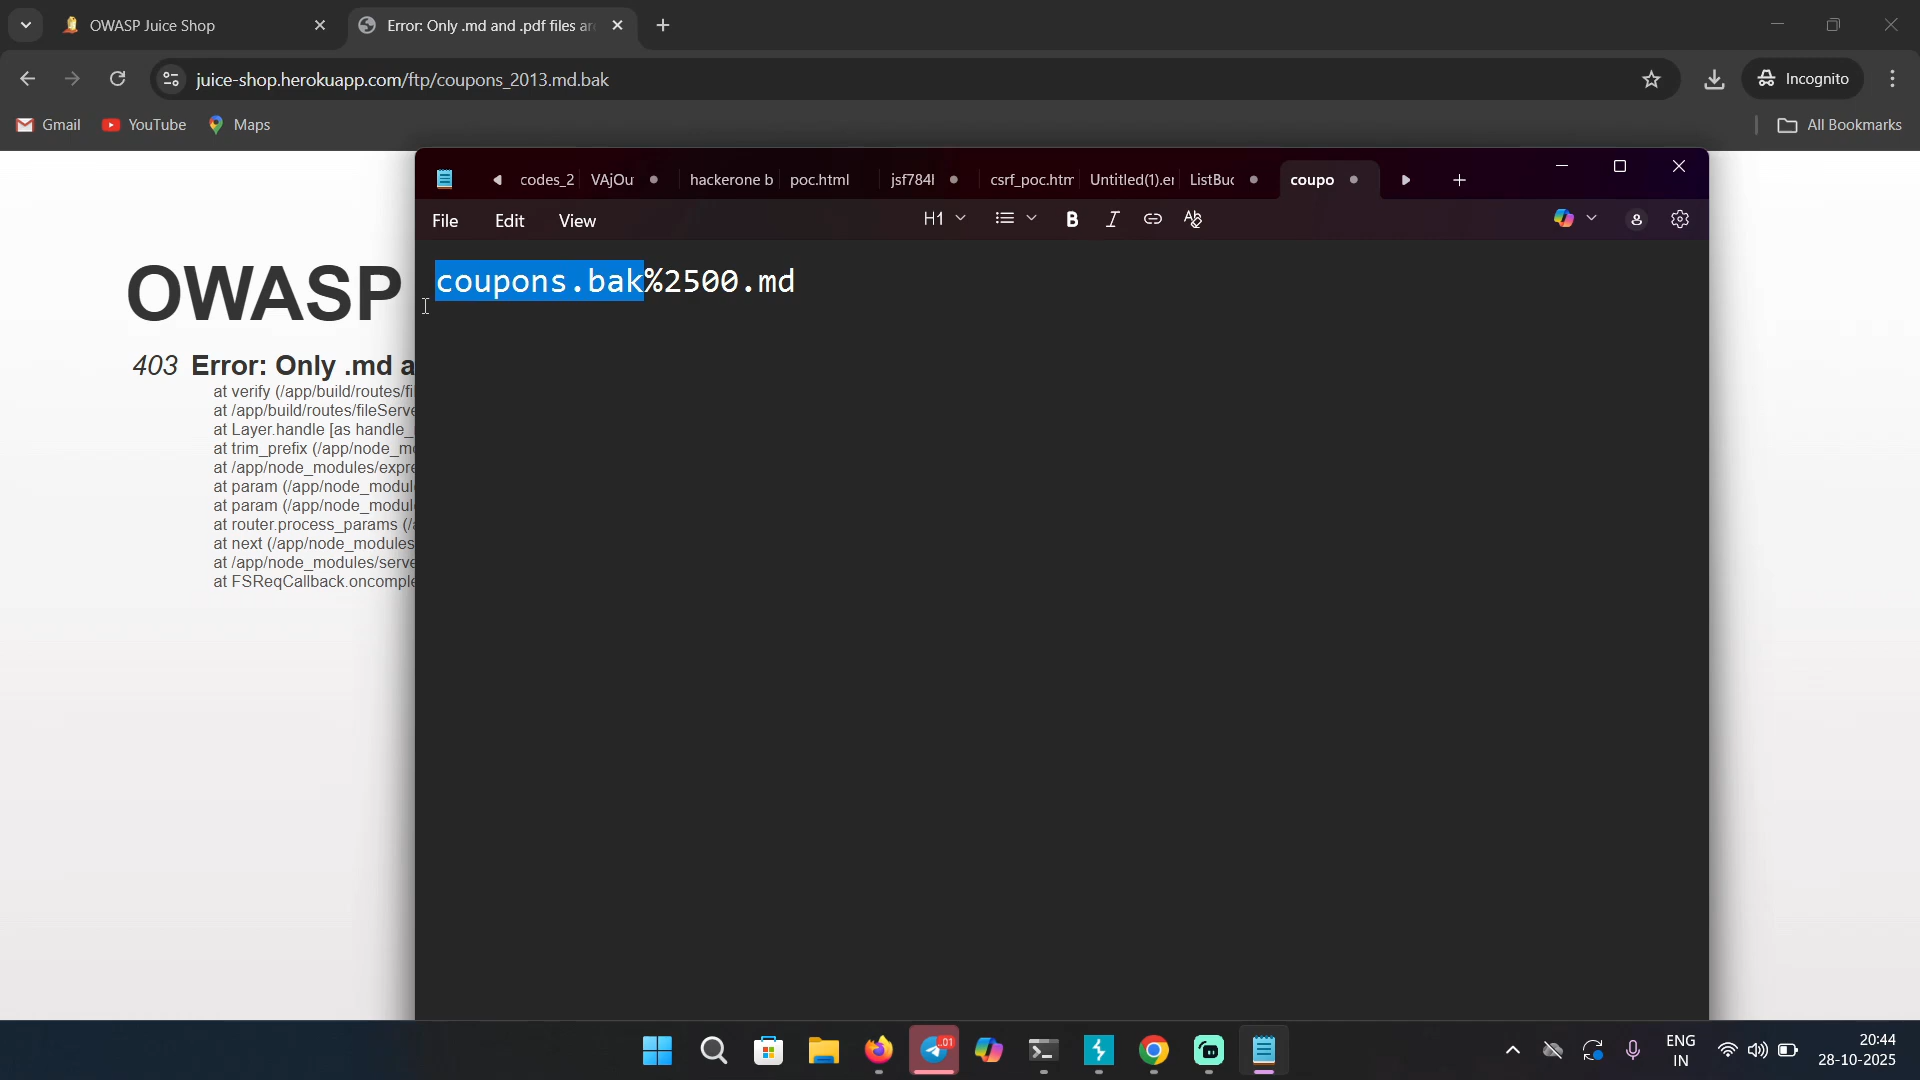 OWASP Juice Shop
Error: Only .md and .pdf files ar
juice-shop.herokuapp.com/ftp/coupons_2013.md.bak
Incognito
Gmail
YouTube
Maps
All Bookmarks
codes_2
VAjOu
hackerone b
poc.html
jsf784l
csrf_poc.htm
Untitled(1).er
ListBuc
coupo
File
Edit
View
H1
coupons.bak%2500.md
OWASP
403 Error: Only .md a
at verify (/app/build/routes/fi
at /app/build/routes/fileServe
at Layer.handle [as handle_
at trim_prefix (/app/node_m
at /app/node_modules/expre
at param (/app/node_modul
at param (/app/node_modul
at router.process_params (/
at next (/app/node_modules
at /app/node_modules/serve
at FSReqCallback.oncomple
..01
ENG
IN
20:44
28-10-2025